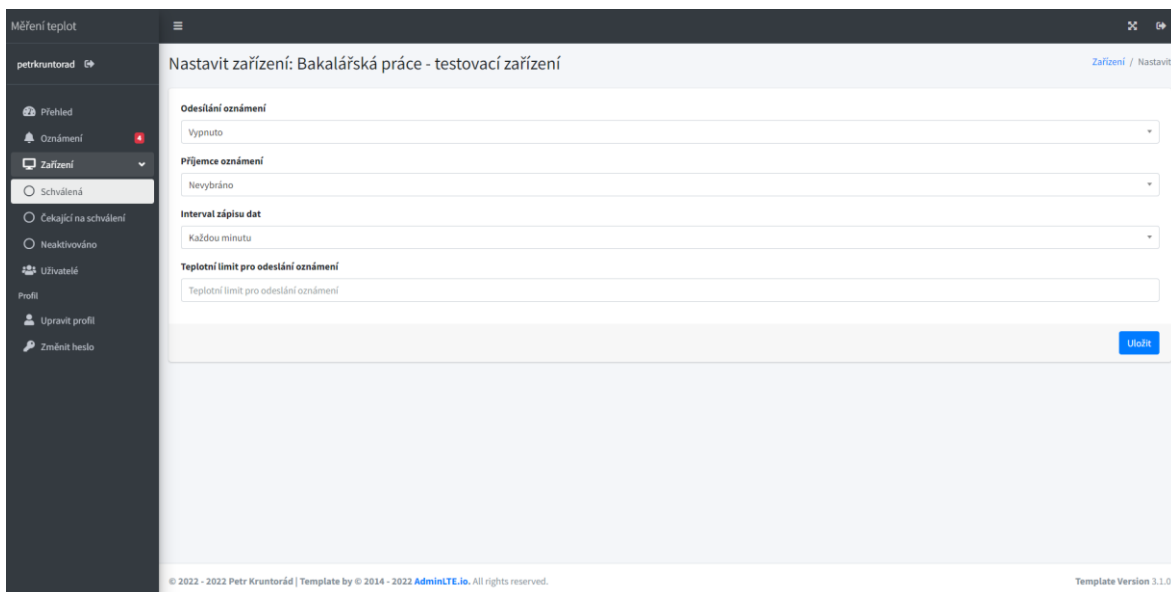 Měření teplot
petrkruntorad
Přehled
Oznámení 4
Zařízení
Schválená
Čekající na schválení
Neaktivováno
Uživatelé
Profil
Upravit profil
Změnit heslo
Nastavit zařízení: Bakalářská práce - testovací zařízení
Zařízení / Nastavit
Odesílání oznámení
Vypnuto
Příjemce oznámení
Nevybráno
Interval zápisu dat
Každou minutu
Teplotní limit pro odeslání oznámení
Teplotní limit pro odeslání oznámení
Uložit
© 2022 - 2022 Petr Kruntorád | Template by © 2014 - 2022 AdminLTE.io. All rights reserved.
Template Version 3.1.0